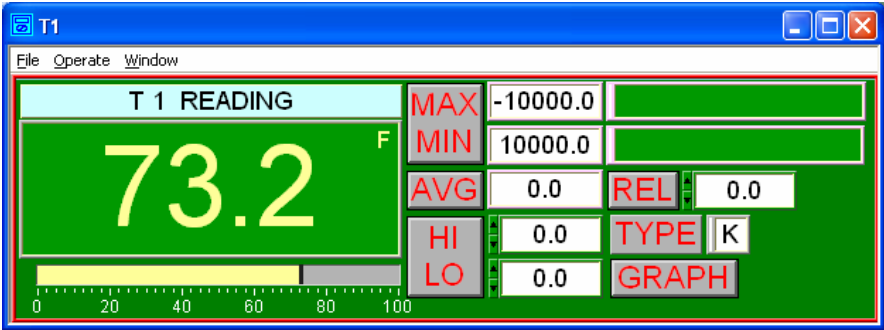 T1
File Operate Window
T 1 READING
F
73.2
0 20 40 60 80 100
MAX -10000.0
MIN 10000.0
AVG 0.0 REL 0.0
HI 0.0 TYPE K
LO 0.0 GRAPH